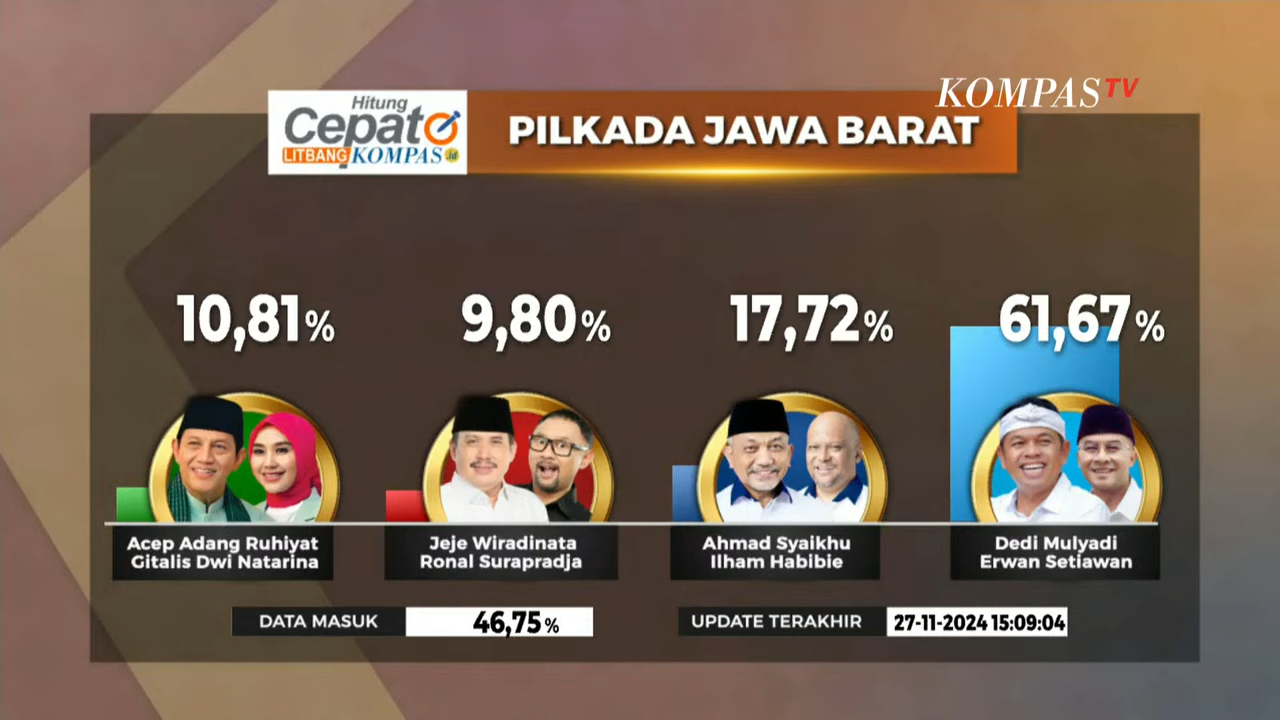 KOMPASTV
Hitung
Cepat
LITBANG KOMPAS.id
PILKADA JAWA BARAT
10,81%
9,80%
17,72%
61,67%
Acep Adang Ruhiyat
Gitalis Dwi Natarina
Jeje Wiradinata
Ronal Surapradja
Ahmad Syaikhu
Ilham Habibie
Dedi Mulyadi
Erwan Setiawan
DATA MASUK 46,75%
UPDATE TERAKHIR 27-11-2024 15:09:04